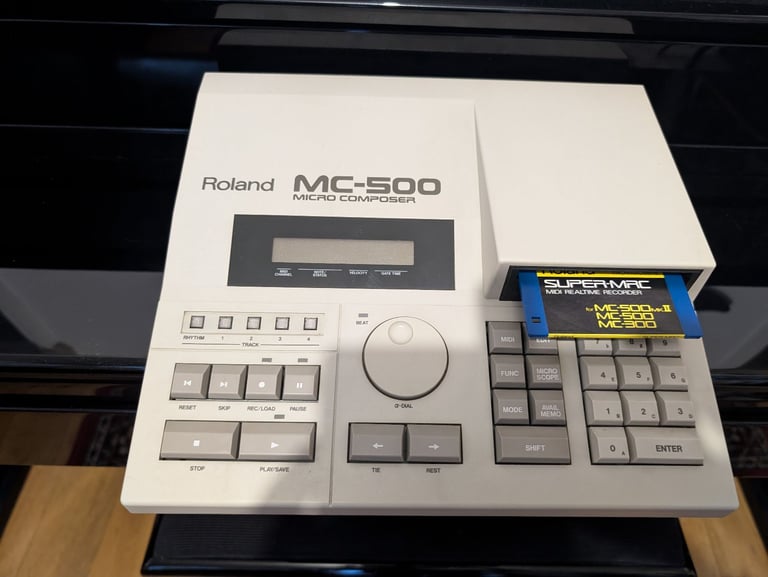 Roland MC-500
MICRO COMPOSER
MIDI CHANNEL
NOTE/STATUS
VELOCITY
GATE TIME
SUPER-MRC
MIDI REALTIME RECORDER
for MC-500mkII
MC-500
MC-300
RHYTHM 1 2 3 4
TRACK
BEAT
α-DIAL
RESET SKIP REC/LOAD PAUSE
STOP PLAY/SAVE
TIE REST
MIDI EDIT
FUNC MICRO SCOPE
MODE AVAIL MEMO
SHIFT
7 8 9
4 E 5 F 6 G
1 B 2 C 3 D
0 A ENTER